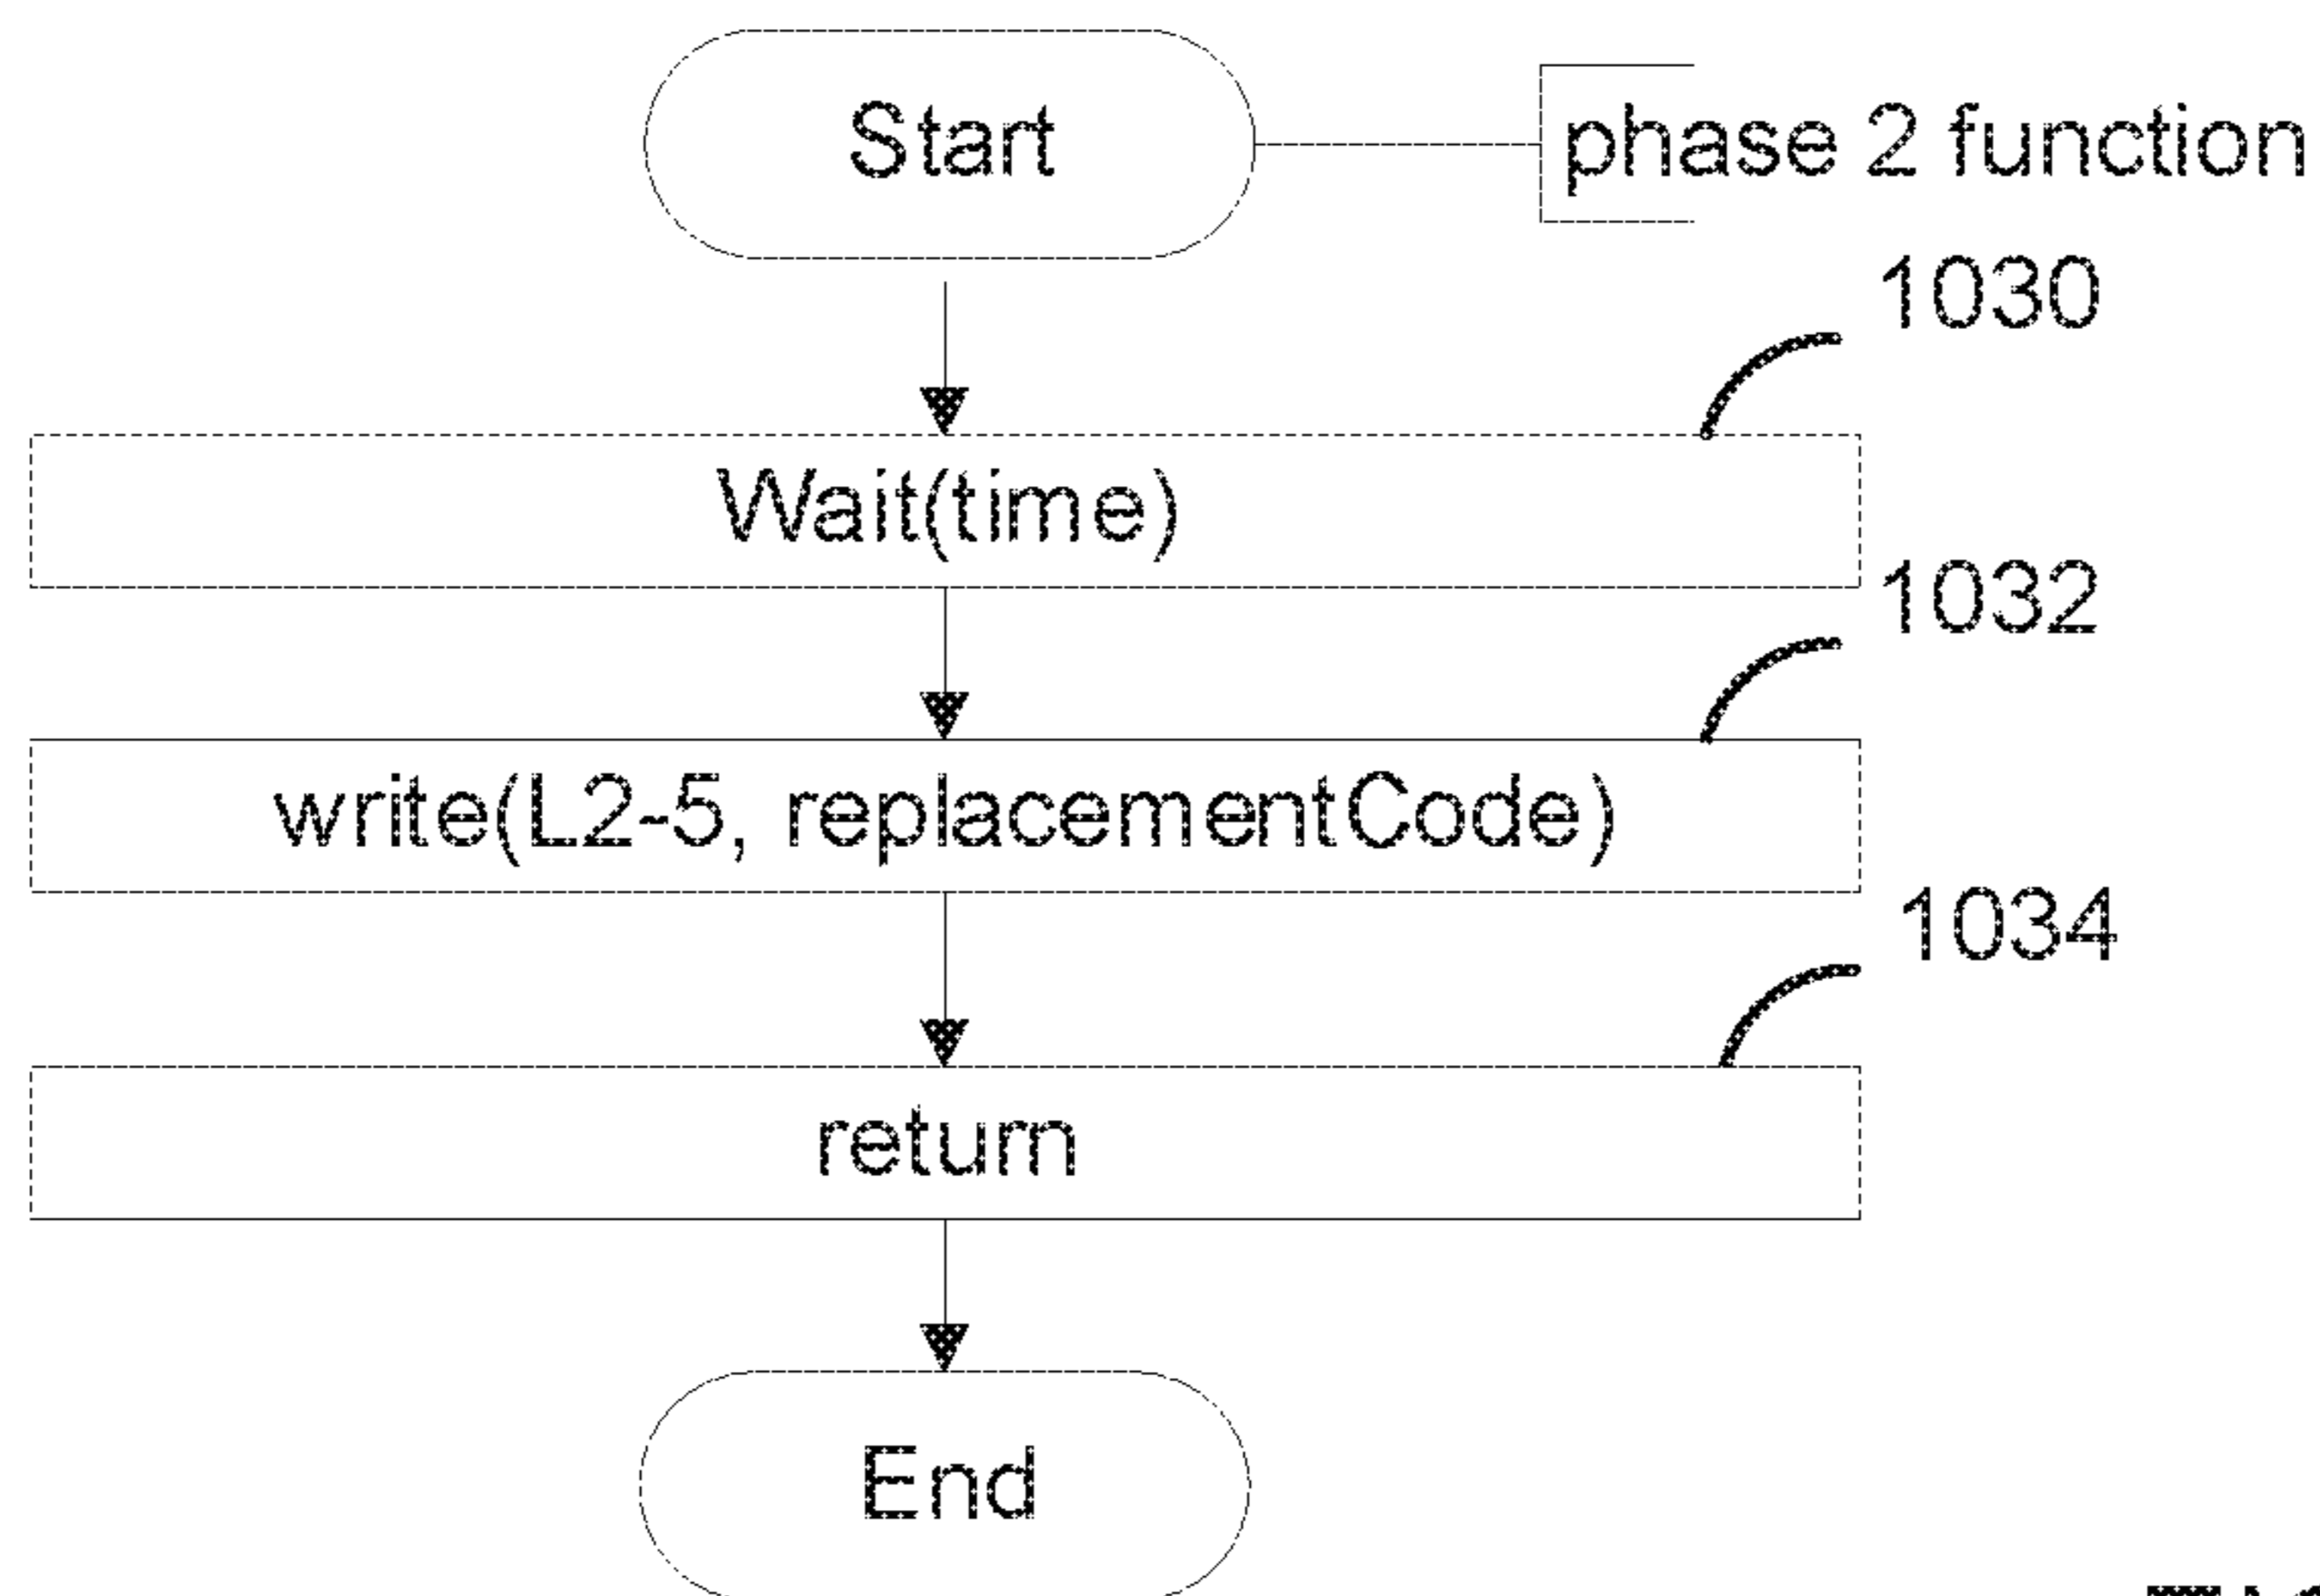 Start
phase 2 function
1030
Wait(time)
1032
write(L2-5, replacementCode)
1034
return
End